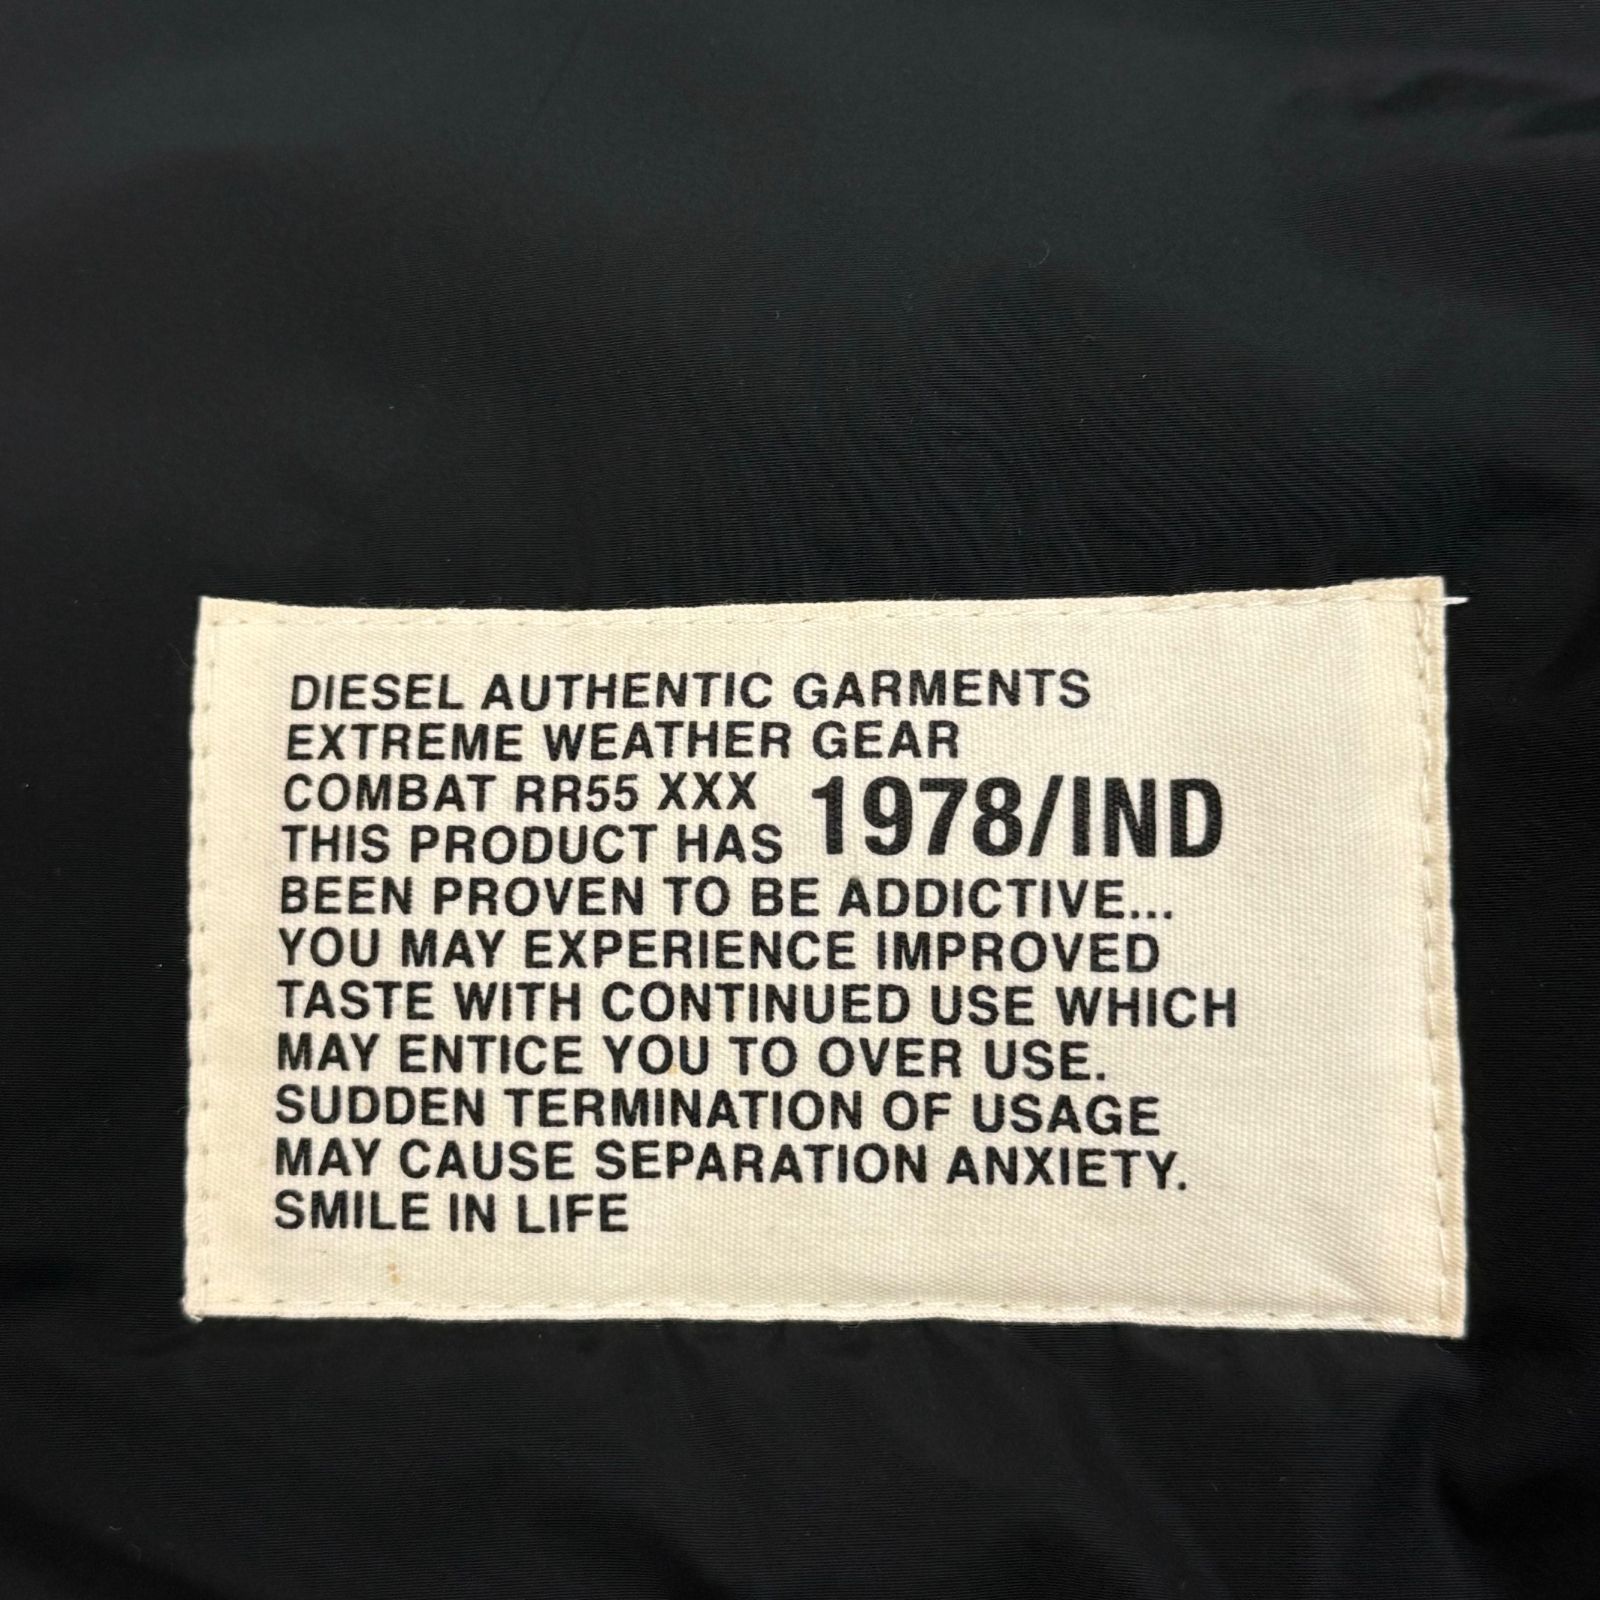 DIESEL AUTHENTIC GARMENTS
EXTREME WEATHER GEAR
COMBAT RR55 XXX
1978/IND
THIS PRODUCT HAS
BEEN PROVEN TO BE ADDICTIVE...
YOU MAY EXPERIENCE IMPROVED
TASTE WITH CONTINUED USE WHICH
MAY ENTICE YOU TO OVER USE.
SUDDEN TERMINATION OF USAGE
MAY CAUSE SEPARATION ANXIETY.
SMILE IN LIFE